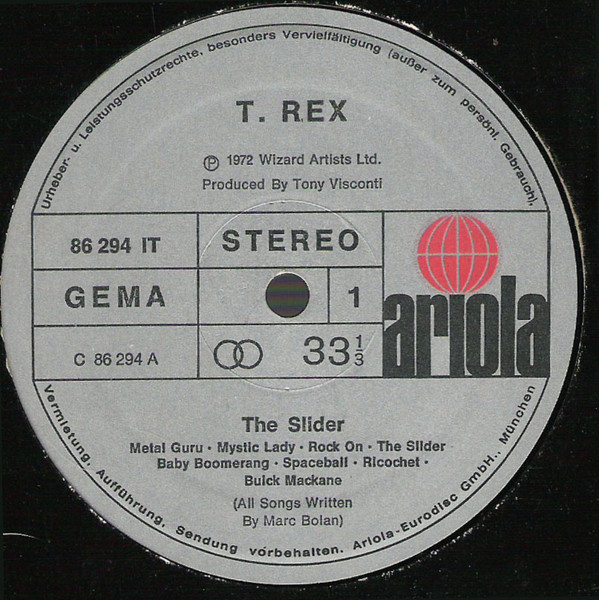 Urheber- u. Leistungsschutzrechte, besonders Vervielfältigung (außer zum persönl. Gebrauch),
T. REX
Ⓟ 1972 Wizard Artists Ltd.
Produced By Tony Visconti
86 294 IT
STEREO
GEMA
1
ariola
C 86 294 A
33 1/3
The Slider
Metal Guru · Mystic Lady · Rock On · The Slider
Baby Boomerang · Spaceball · Ricochet ·
Buick Mackane
(All Songs Written
By Marc Bolan)
Vermietung, Aufführung, Sendung vorbehalten. Ariola-Eurodisc GmbH., München